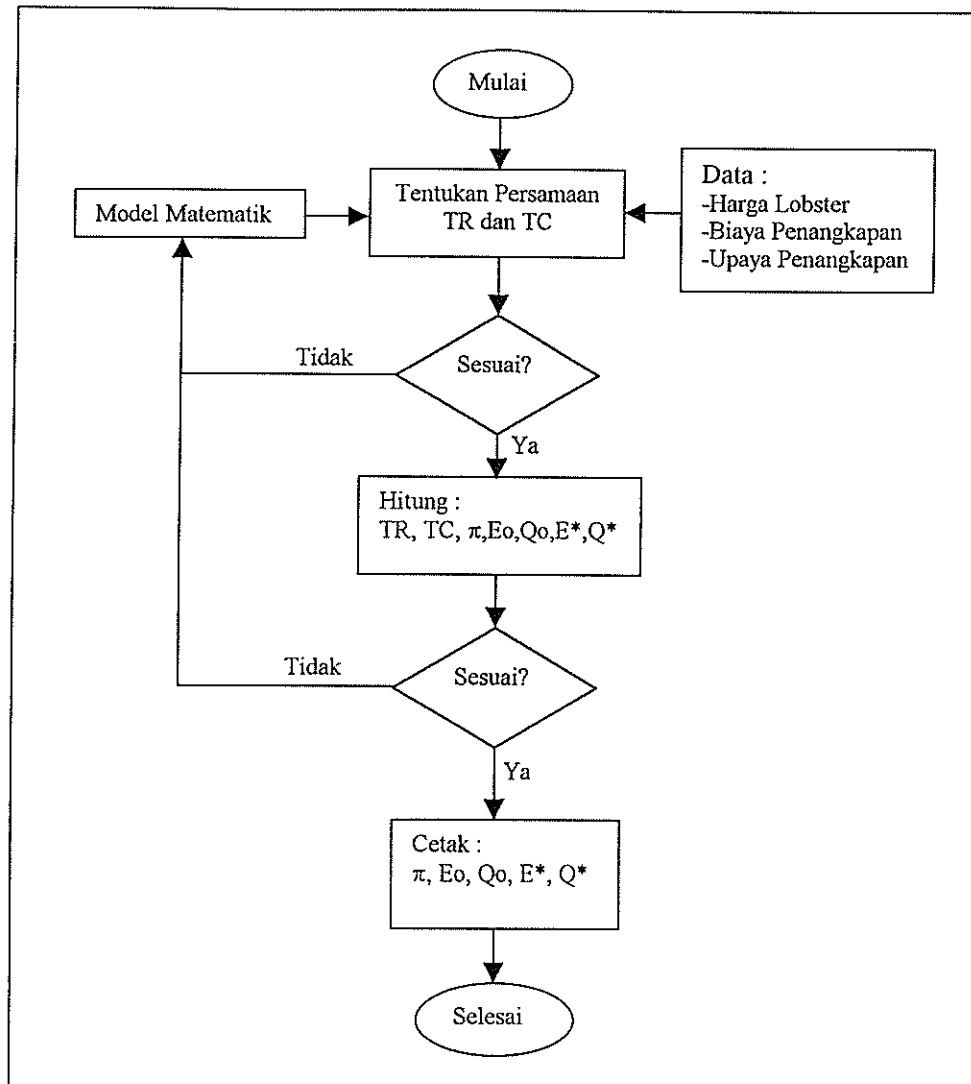 Mulai
Model Matematik
Tentukan Persamaan
TR dan TC
Data :
-Harga Lobster
-Biaya Penangkapan
-Upaya Penangkapan
Tidak
Sesuai?
Ya
Hitung :
TR, TC, π,Eo,Qo,E*,Q*
Tidak
Sesuai?
Ya
Cetak :
π, Eo, Qo, E*, Q*
Selesai